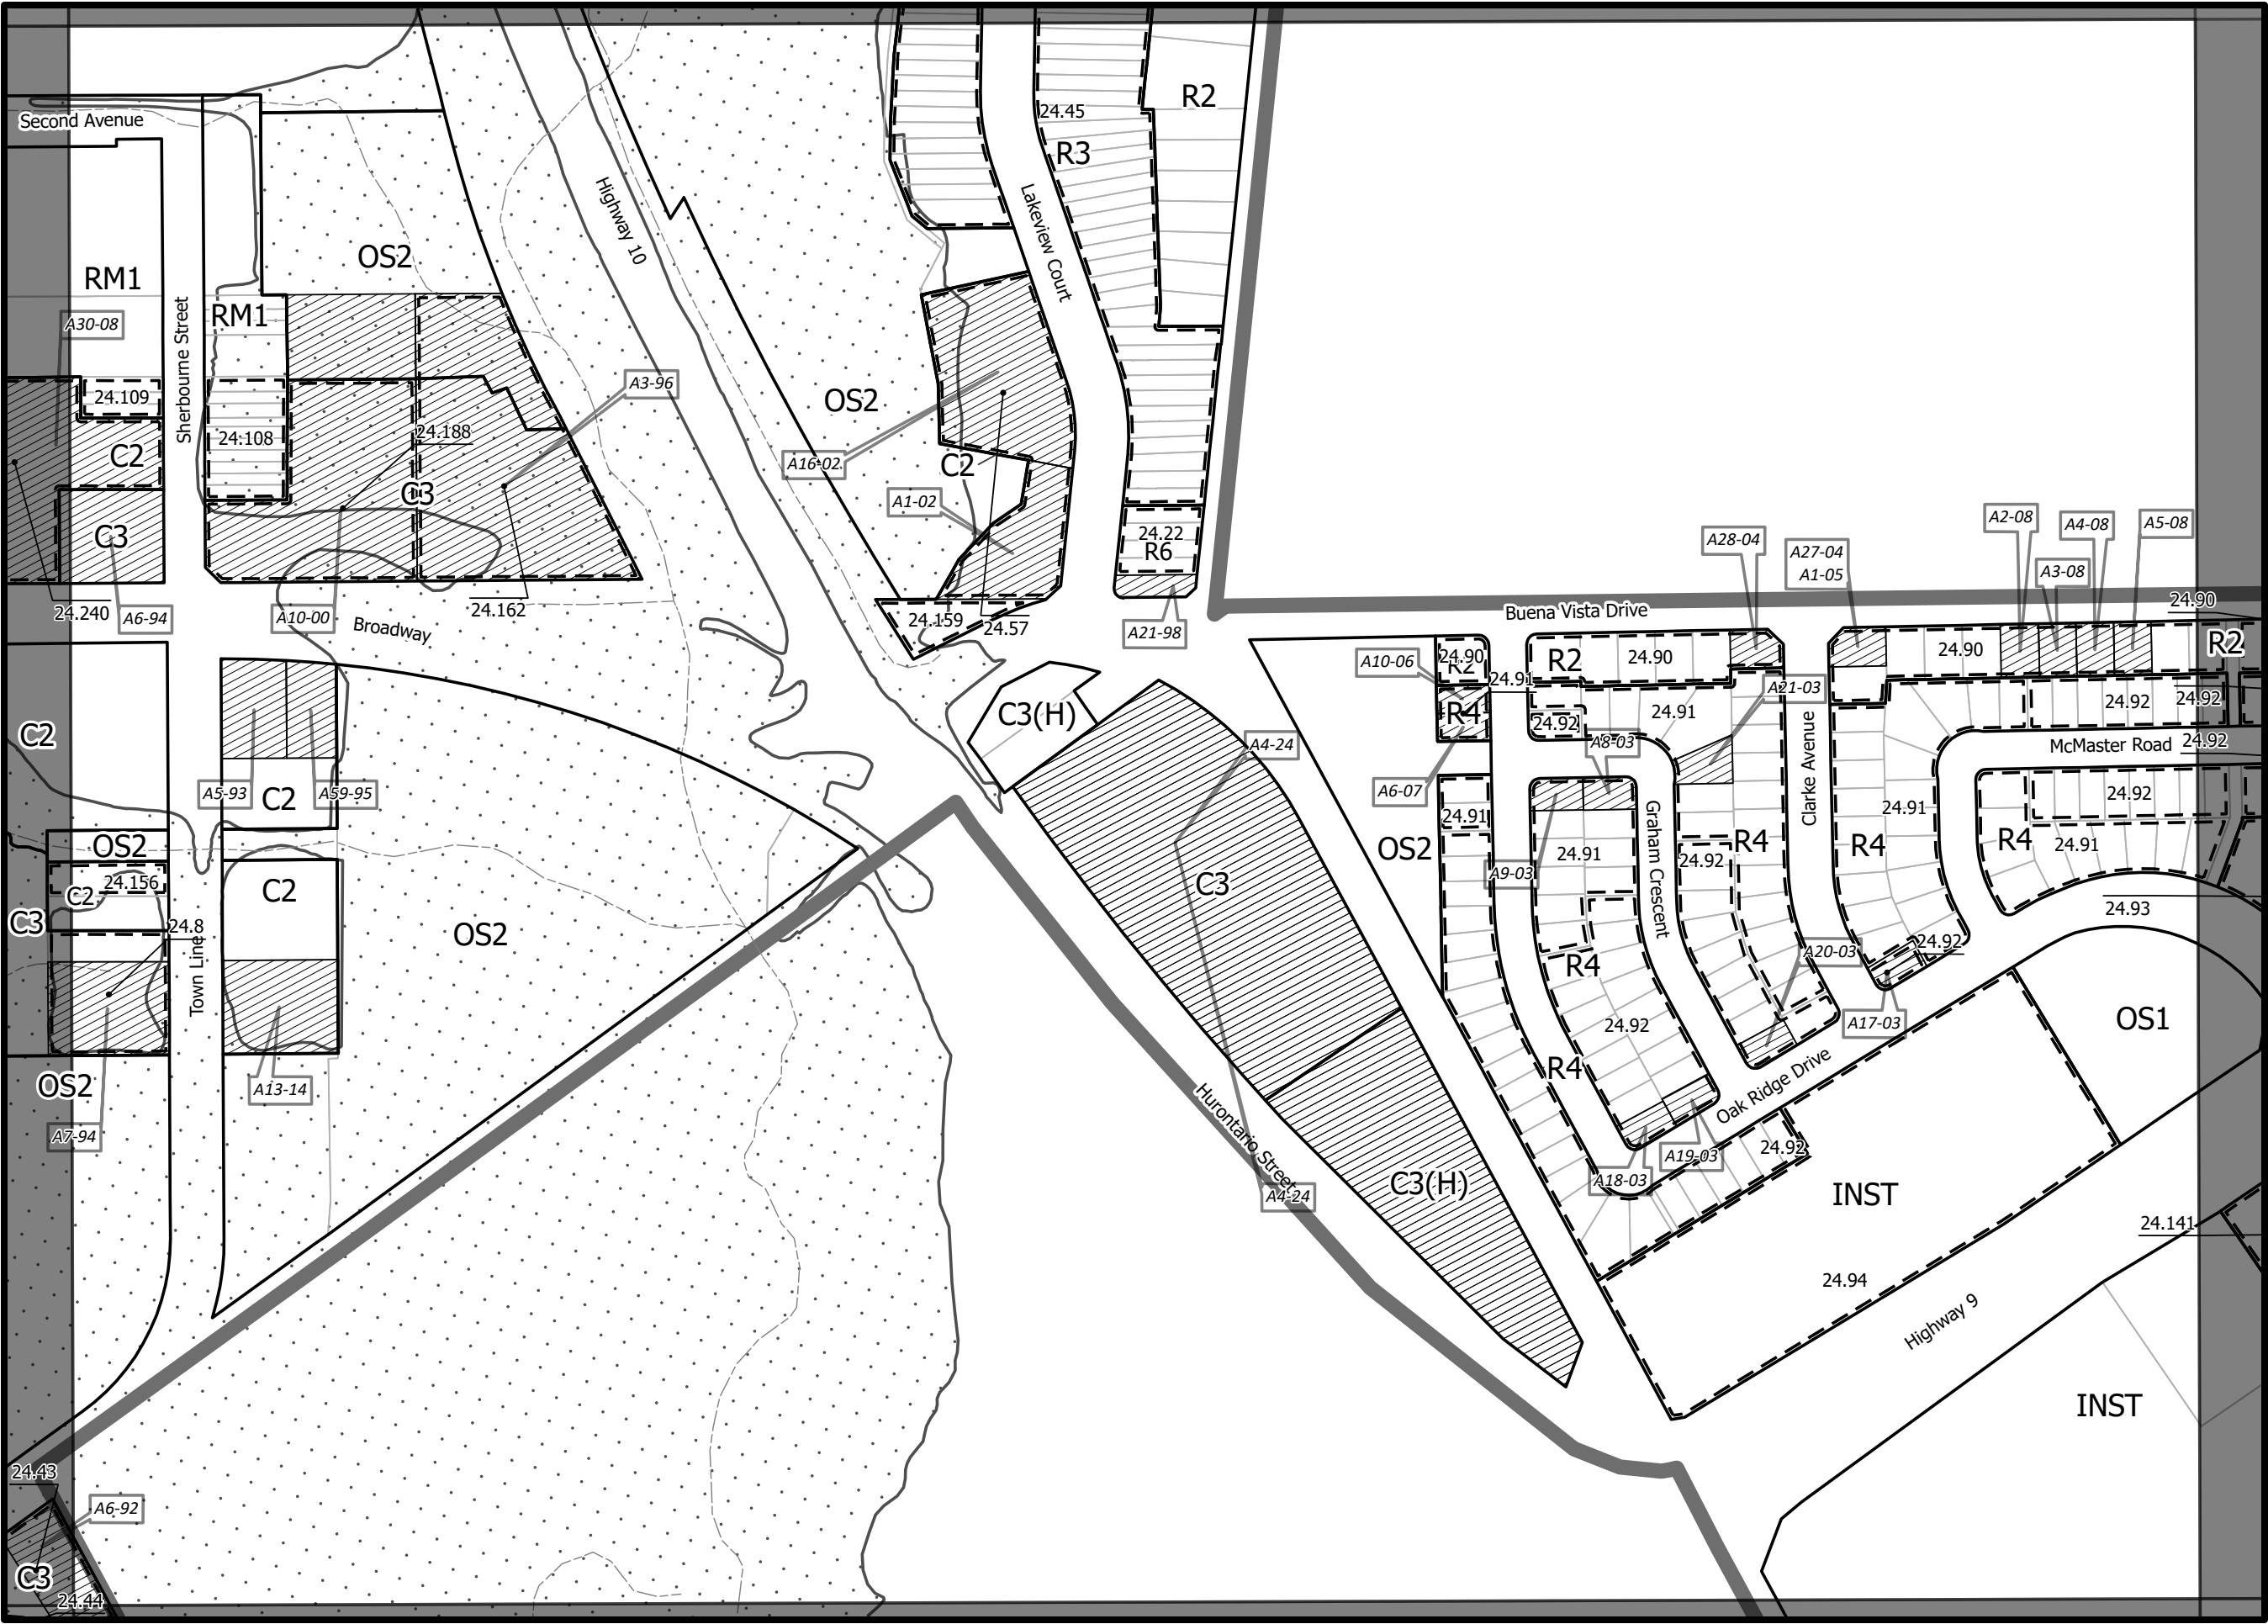 Second Avenue
24.45
R2
R3
Highway 10
Lakeview Court
OS2
RM1
RM1
A30-08
Sherbourne Street
24.109
24.108
24.188
A3-96
OS2
A16-02
C2
A1-02
C2
C3
C3
24.22
R6
24.240
A6-94
A10-00
Broadway
24.162
24.159
24.57
A21-98
Buena Vista Drive
A28-04
A27-04
A1-05
A2-08
A3-08
A4-08
A5-08
24.90
R2
A10-06
24.90
R2
R2
24.90
24.90
24.91
A21-03
R4
24.92
24.91
24.92
24.92
A8-03
Clarke Avenue
McMaster Road
24.92
C3(H)
A4-24
C2
A5-93
C2
A59-95
A6-07
24.91
24.91
24.91
24.92
Graham Crescent
OS2
OS2
24.92
R4
R4
R4
24.91
A9-03
C3
C2
24.156
C2
C3
24.8
Town Line
OS2
R4
24.92
A20-03
24.92
24.93
A17-03
OS1
OS2
A13-14
A7-94
R4
Oak Ridge Drive
Hurontario Street
A4-24
C3(H)
A18-03
A19-03
24.92
INST
24.141
24.94
Highway 9
INST
24.43
A6-92
C3
24.44